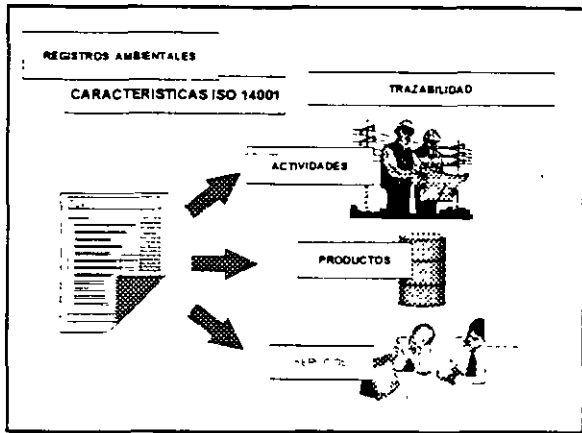 REGISTROS AMBIENTALES
CARACTERISTICAS ISO 14001
TRAZABILIDAD
ACTIVIDADES
PRODUCTOS